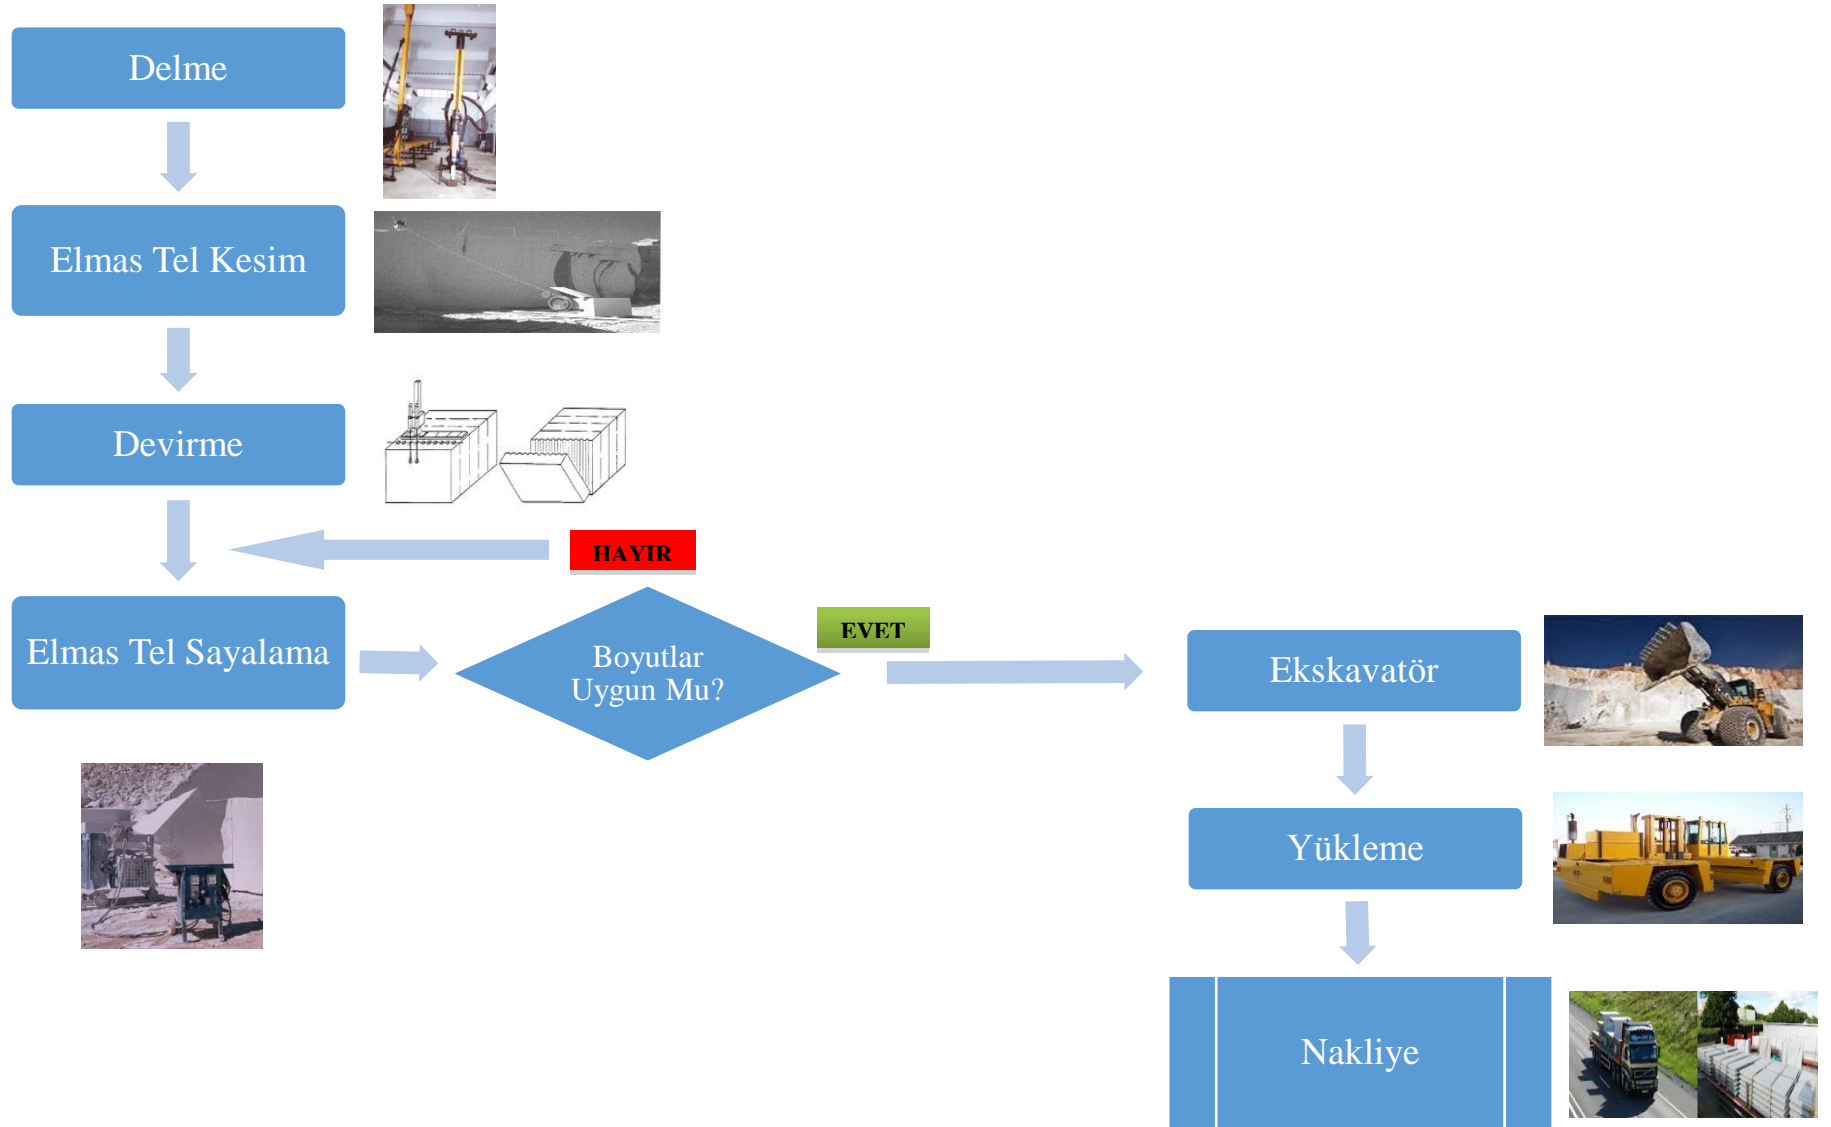 Delme
Elmas Tel Kesim
Devirme
HAYIR
Elmas Tel Sayalama
Boyutlar
Uygun Mu?
EVET
Ekskavatör
Yükleme
Nakliye